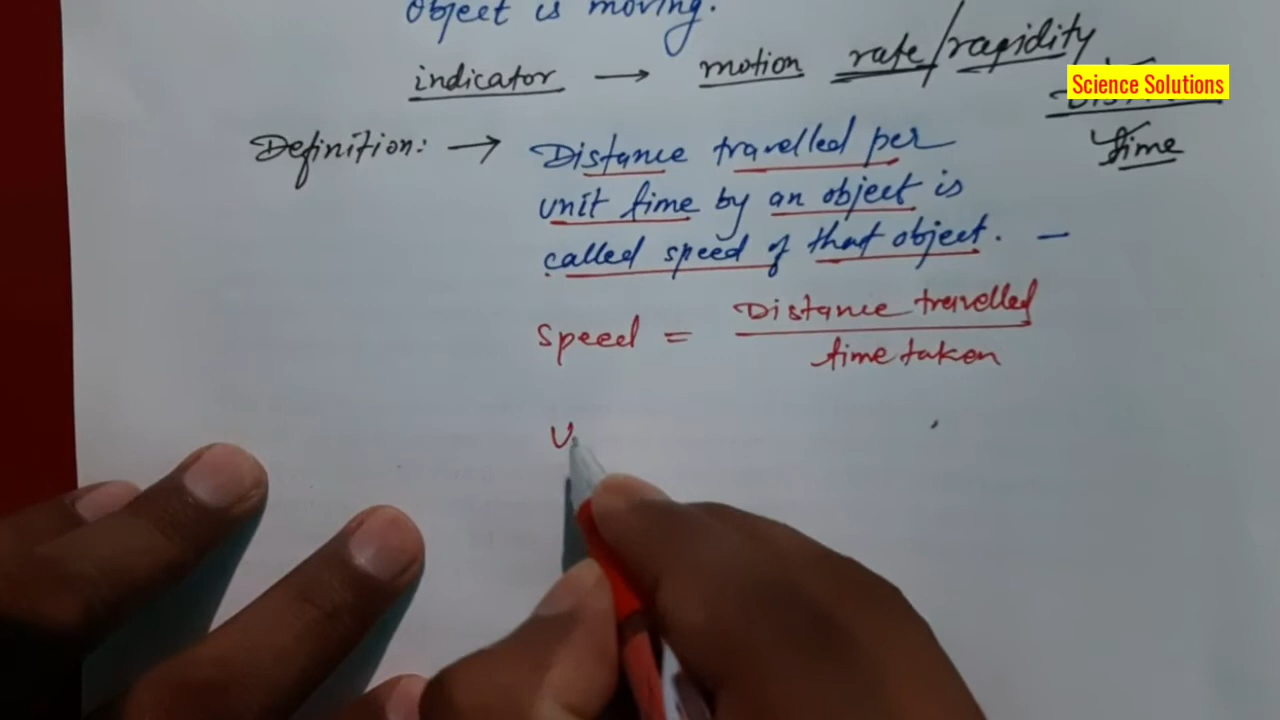 Object is moving.
indicator → motion rate/rapidity
Science Solutions
time
Definition: → Distance travelled per
unit time by an object is
called speed of that object. —
Speed = Distance travelled
time taken
U